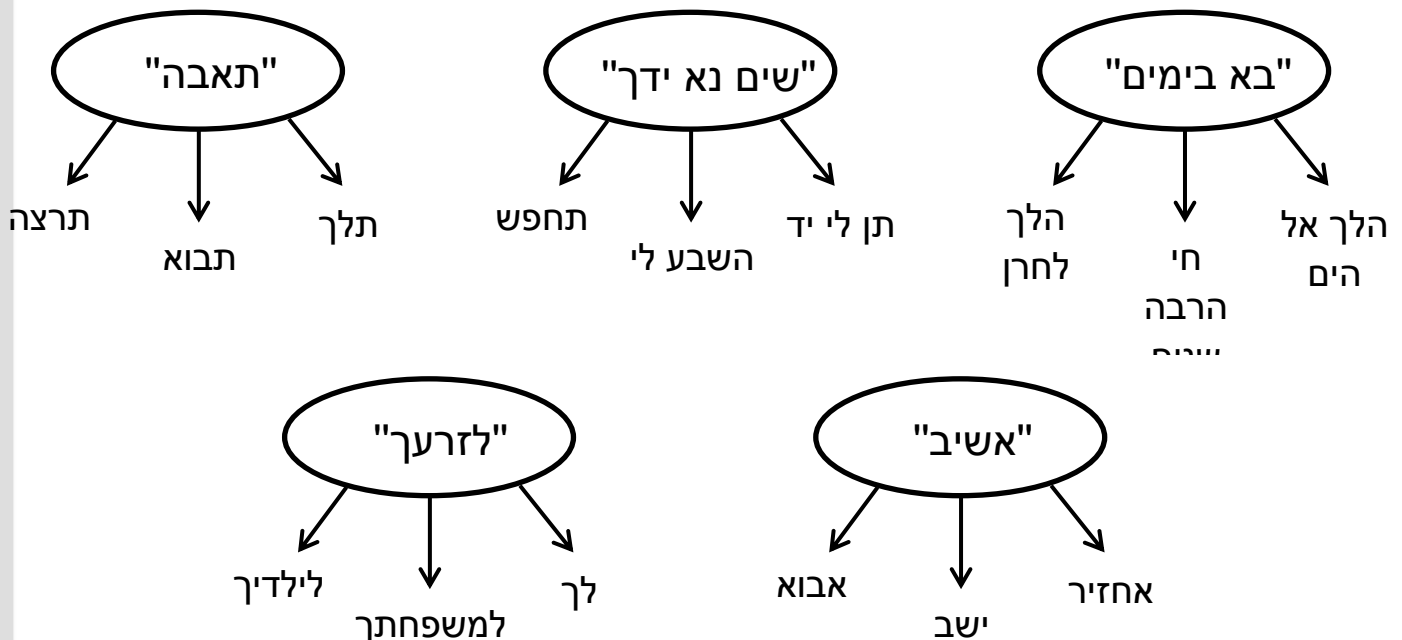 "בא בימים"
"שים נא ידך"
"תאבה"
הלך אל
הים
חי
הרבה
הלך
לחרן
תן לי יד
השבע לי
תחפש
תלך
תבוא
תרצה
"אשיב"
"לזרעך"
אחזיר
ישב
אבוא
לך
למשפחתך
לילדיך